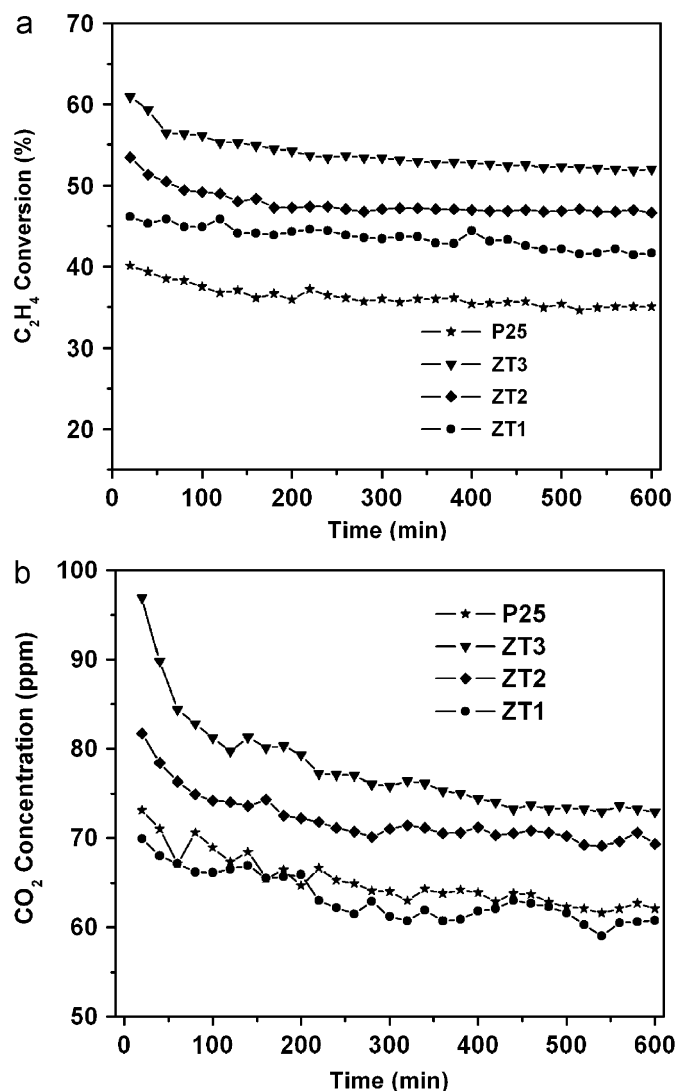 a
70
60
50
40
30
20
C₂H₄ Conversion (%)
P25
ZT3
ZT2
ZT1
0 100 200 300 400 500 600
Time (min)
b
100
90
80
70
60
50
CO₂ Concentration (ppm)
P25
ZT3
ZT2
ZT1
0 100 200 300 400 500 600
Time (min)